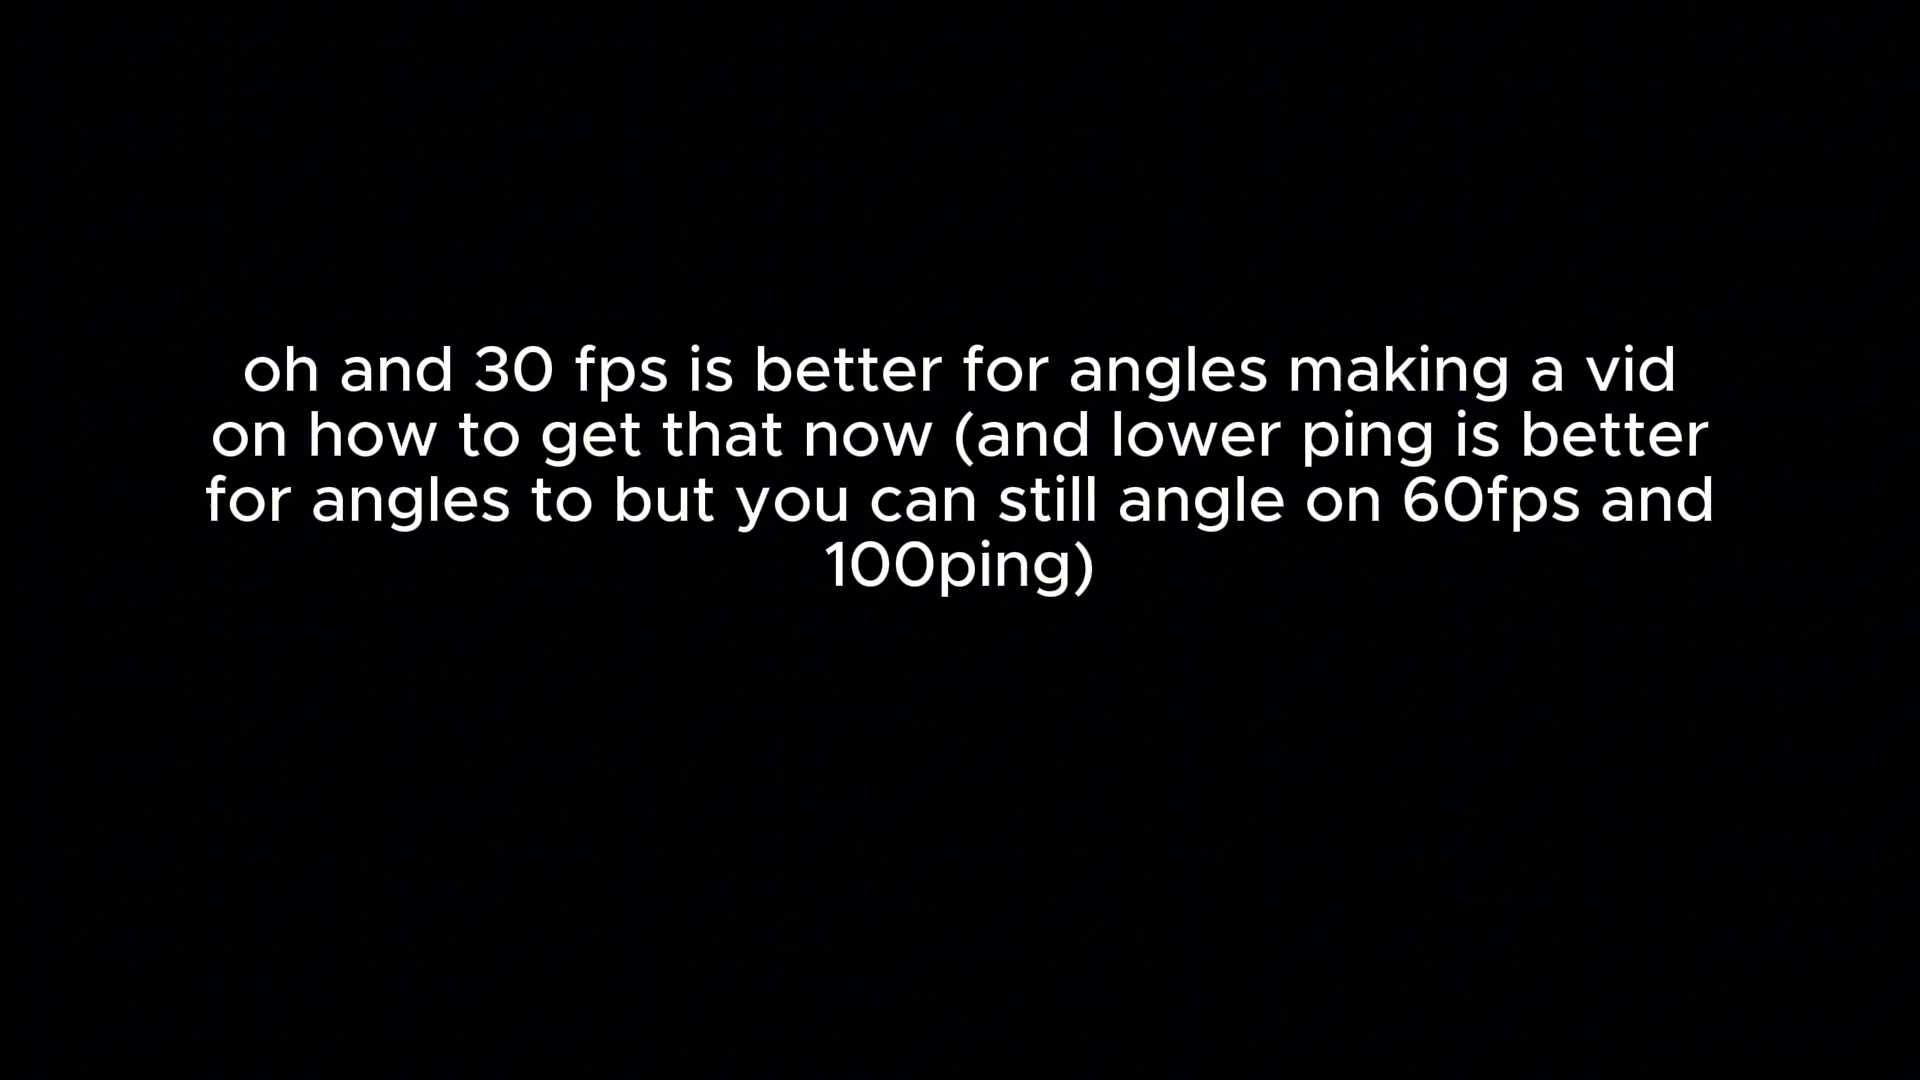 oh and 30 fps is better for angles making a vid
on how to get that now (and lower ping is better
for angles to but you can still angle on 60fps and
100ping)